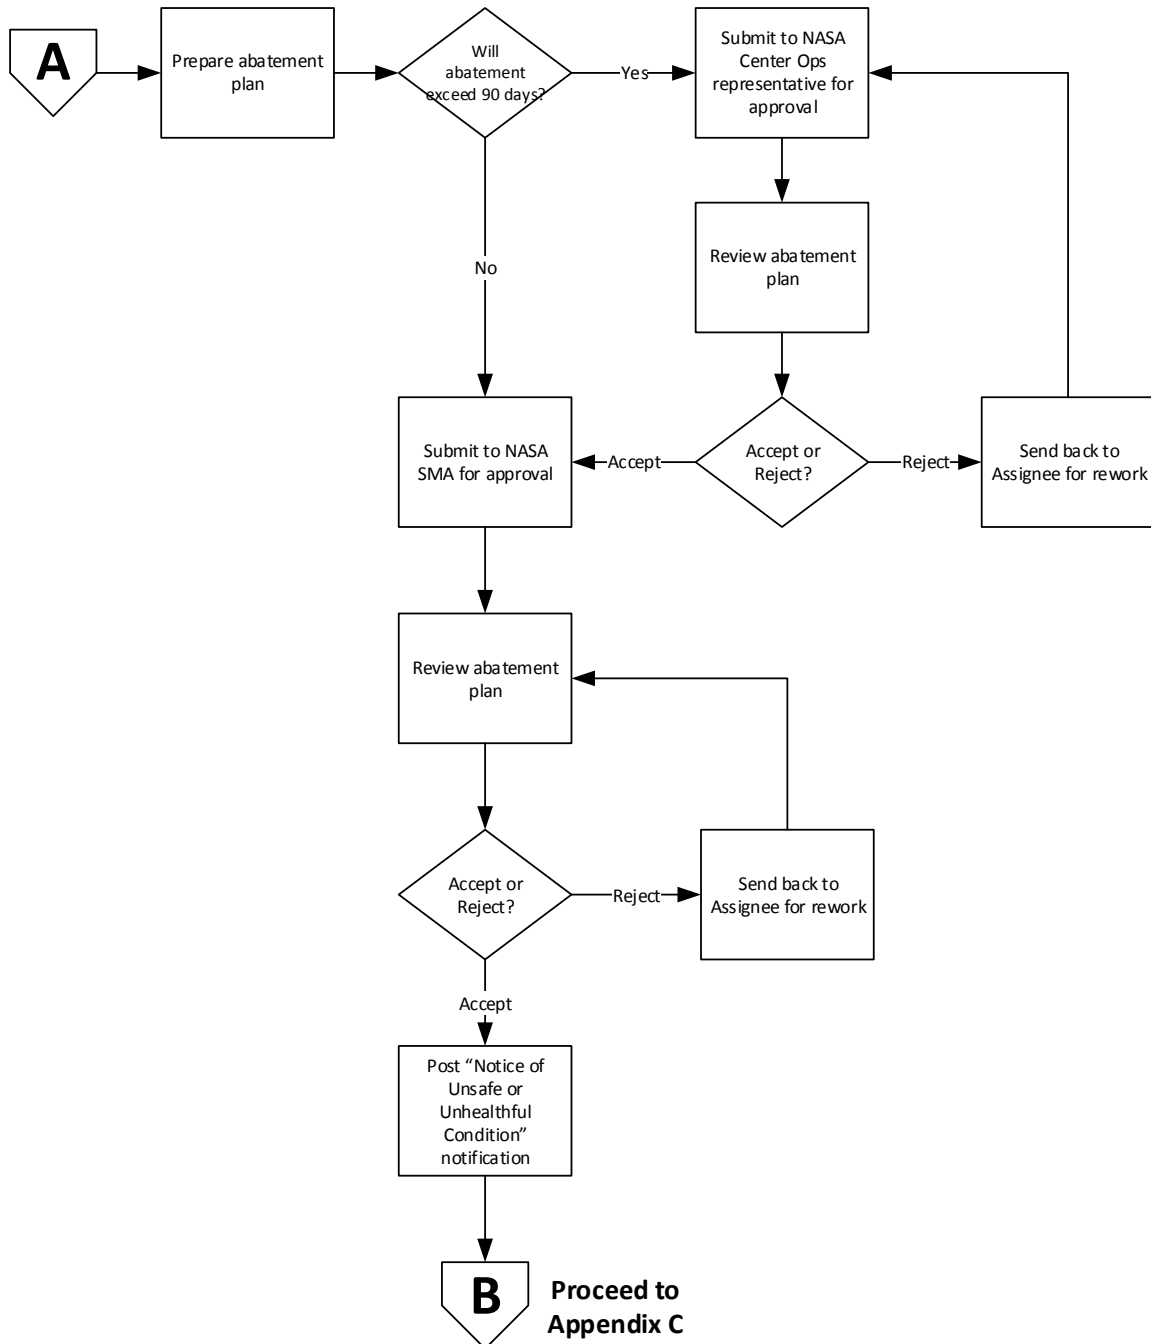 A
Prepare abatement
plan
Will
abatement
exceed 90 days?
Yes
Submit to NASA
Center Ops
representative for
approval
No
Review abatement
plan
Submit to NASA
SMA for approval
Accept
Accept or
Reject?
Reject
Send back to
Assignee for rework
Review abatement
plan
Accept or
Reject?
Reject
Send back to
Assignee for rework
Accept
Post “Notice of
Unsafe or
Unhealthful
Condition”
notification
B
Proceed to
Appendix C